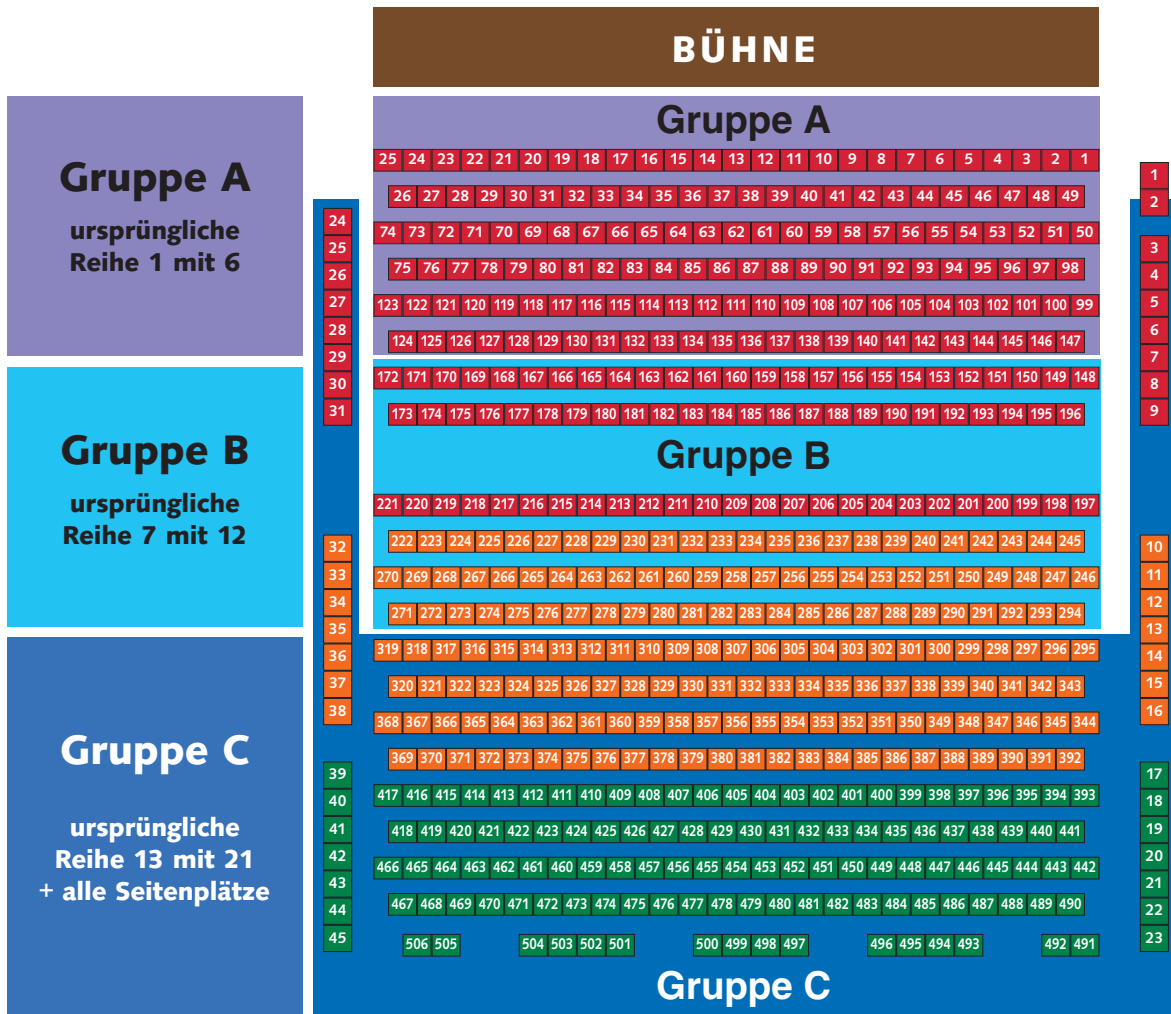 BÜHNE
Gruppe A
ursprüngliche
Reihe 1 mit 6
Gruppe B
ursprüngliche
Reihe 7 mit 12
Gruppe C
ursprüngliche
Reihe 13 mit 21
+ alle Seitenplätze
24
25
26
27
28
29
30
31
32
33
34
35
36
37
38
39
40
41
42
43
44
45
Gruppe A
25 24 23 22 21 20 19 18 17 16 15 14 13 12 11 10 9 8 7 6 5 4 3 2 1
26 27 28 29 30 31 32 33 34 35 36 37 38 39 40 41 42 43 44 45 46 47 48 49
74 73 72 71 70 69 68 67 66 65 64 63 62 61 60 59 58 57 56 55 54 53 52 51 50
75 76 77 78 79 80 81 82 83 84 85 86 87 88 89 90 91 92 93 94 95 96 97 98
123 122 121 120 119 118 117 116 115 114 113 112 111 110 109 108 107 106 105 104 103 102 101 100 99
124 125 126 127 128 129 130 131 132 133 134 135 136 137 138 139 140 141 142 143 144 145 146 147
172 171 170 169 168 167 166 165 164 163 162 161 160 159 158 157 156 155 154 153 152 151 150 149 148
173 174 175 176 177 178 179 180 181 182 183 184 185 186 187 188 189 190 191 192 193 194 195 196
Gruppe B
221 220 219 218 217 216 215 214 213 212 211 210 209 208 207 206 205 204 203 202 201 200 199 198 197
222 223 224 225 226 227 228 229 230 231 232 233 234 235 236 237 238 239 240 241 242 243 244 245
270 269 268 267 266 265 264 263 262 261 260 259 258 257 256 255 254 253 252 251 250 249 248 247 246
271 272 273 274 275 276 277 278 279 280 281 282 283 284 285 286 287 288 289 290 291 292 293 294
319 318 317 316 315 314 313 312 311 310 309 308 307 306 305 304 303 302 301 300 299 298 297 296 295
320 321 322 323 324 325 326 327 328 329 330 331 332 333 334 335 336 337 338 339 340 341 342 343
368 367 366 365 364 363 362 361 360 359 358 357 356 355 354 353 352 351 350 349 348 347 346 345 344
369 370 371 372 373 374 375 376 377 378 379 380 381 382 383 384 385 386 387 388 389 390 391 392
417 416 415 414 413 412 411 410 409 408 407 406 405 404 403 402 401 400 399 398 397 396 395 394 393
418 419 420 421 422 423 424 425 426 427 428 429 430 431 432 433 434 435 436 437 438 439 440 441
466 465 464 463 462 461 460 459 458 457 456 455 454 453 452 451 450 449 448 447 446 445 444 443 442
467 468 469 470 471 472 473 474 475 476 477 478 479 480 481 482 483 484 485 486 487 488 489 490
506 505 504 503 502 501 500 499 498 497 496 495 494 493 492 491
Gruppe C
1
2
3
4
5
6
7
8
9
10
11
12
13
14
15
16
17
18
19
20
21
22
23